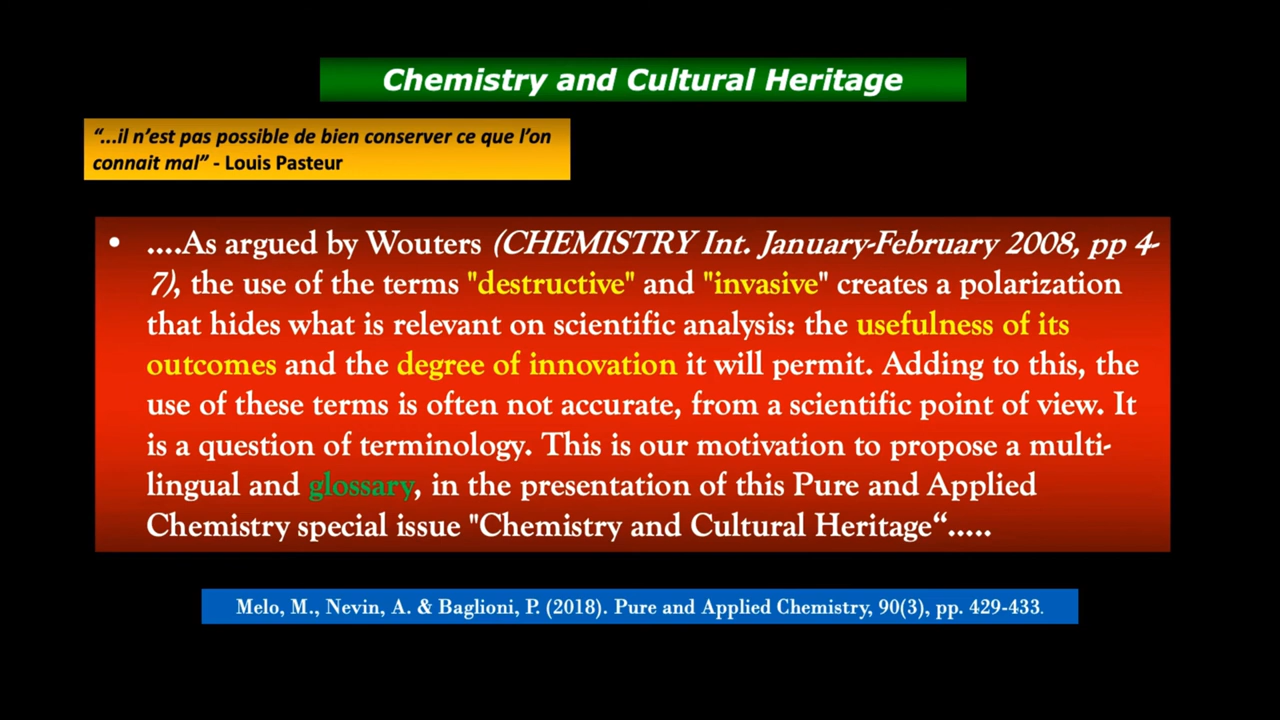 Chemistry and Cultural Heritage
“...il n’est pas possible de bien conserver ce que l’on
connait mal” - Louis Pasteur
• ....As argued by Wouters (CHEMISTRY Int. January-February 2008, pp 4-
7), the use of the terms "destructive" and "invasive" creates a polarization
that hides what is relevant on scientific analysis: the usefulness of its
outcomes and the degree of innovation it will permit. Adding to this, the
use of these terms is often not accurate, from a scientific point of view. It
is a question of terminology. This is our motivation to propose a multi-
lingual and glossary, in the presentation of this Pure and Applied
Chemistry special issue "Chemistry and Cultural Heritage“.....
Melo, M., Nevin, A. & Baglioni, P. (2018). Pure and Applied Chemistry, 90(3), pp. 429-433.